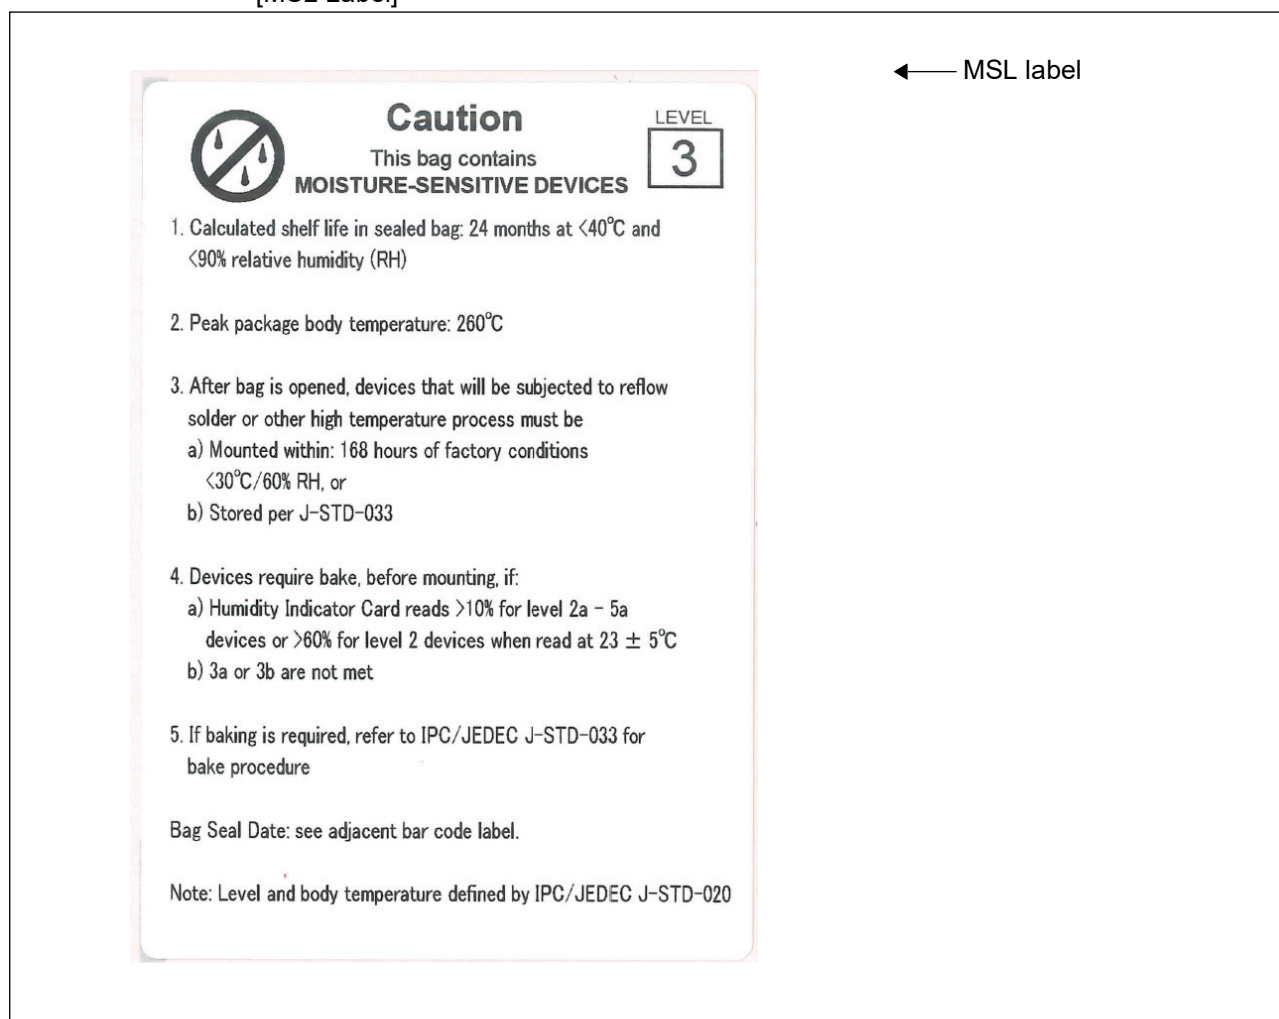 [MSL Label]
MSL label
Caution
LEVEL
3
This bag contains
MOISTURE-SENSITIVE DEVICES
1. Calculated shelf life in sealed bag: 24 months at <40°C and
<90% relative humidity (RH)
2. Peak package body temperature: 260°C
3. After bag is opened, devices that will be subjected to reflow
solder or other high temperature process must be
a) Mounted within: 168 hours of factory conditions
<30°C/60% RH, or
b) Stored per J-STD-033
4. Devices require bake, before mounting, if:
a) Humidity Indicator Card reads >10% for level 2a - 5a
devices or >60% for level 2 devices when read at 23 ± 5°C
b) 3a or 3b are not met
5. If baking is required, refer to IPC/JEDEC J-STD-033 for
bake procedure
Bag Seal Date: see adjacent bar code label.
Note: Level and body temperature defined by IPC/JEDEC J-STD-020